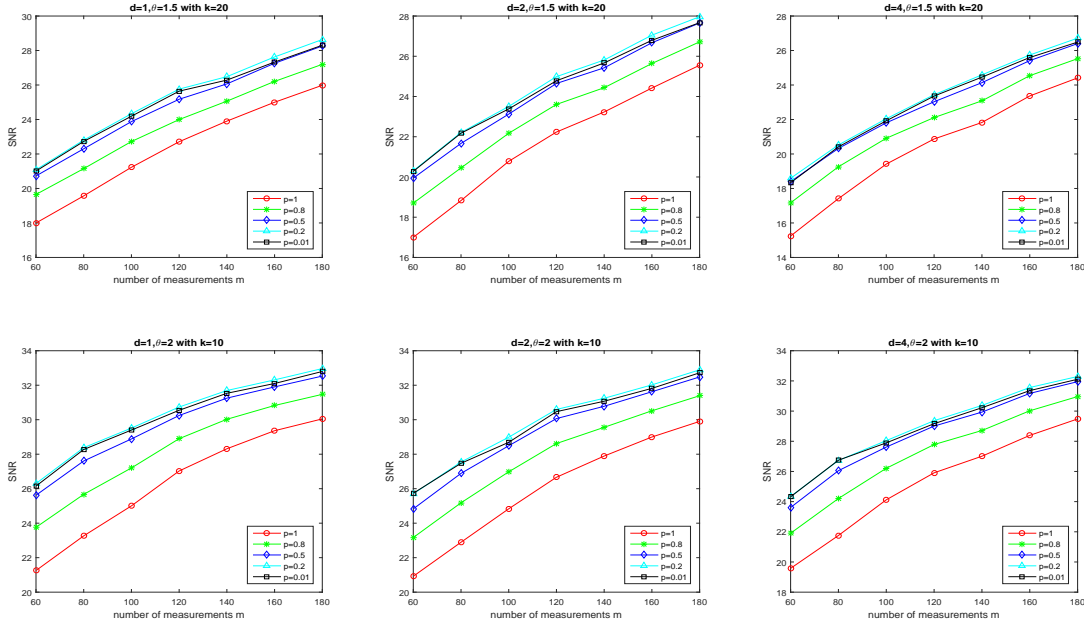 d=1,θ=1.5 with k=20
30
28
26
24
22
20
18
16
SNR
60 80 100 120 140 160 180
number of measurements m
p=1
p=0.8
p=0.5
p=0.2
p=0.01
d=2,θ=1.5 with k=20
28
26
24
22
20
18
16
SNR
60 80 100 120 140 160 180
number of measurements m
p=1
p=0.8
p=0.5
p=0.2
p=0.01
d=4,θ=1.5 with k=20
28
26
24
22
20
18
16
14
SNR
60 80 100 120 140 160 180
number of measurements m
p=1
p=0.8
p=0.5
p=0.2
p=0.01
d=1,θ=2 with k=10
34
32
30
28
26
24
22
20
SNR
60 80 100 120 140 160 180
number of measurements m
p=1
p=0.8
p=0.5
p=0.2
p=0.01
d=2,θ=2 with k=10
34
32
30
28
26
24
22
20
SNR
60 80 100 120 140 160 180
number of measurements m
p=1
p=0.8
p=0.5
p=0.2
p=0.01
d=4,θ=2 with k=10
34
32
30
28
26
24
22
20
18
SNR
60 80 100 120 140 160 180
number of measurements m
p=1
p=0.8
p=0.5
p=0.2
p=0.01